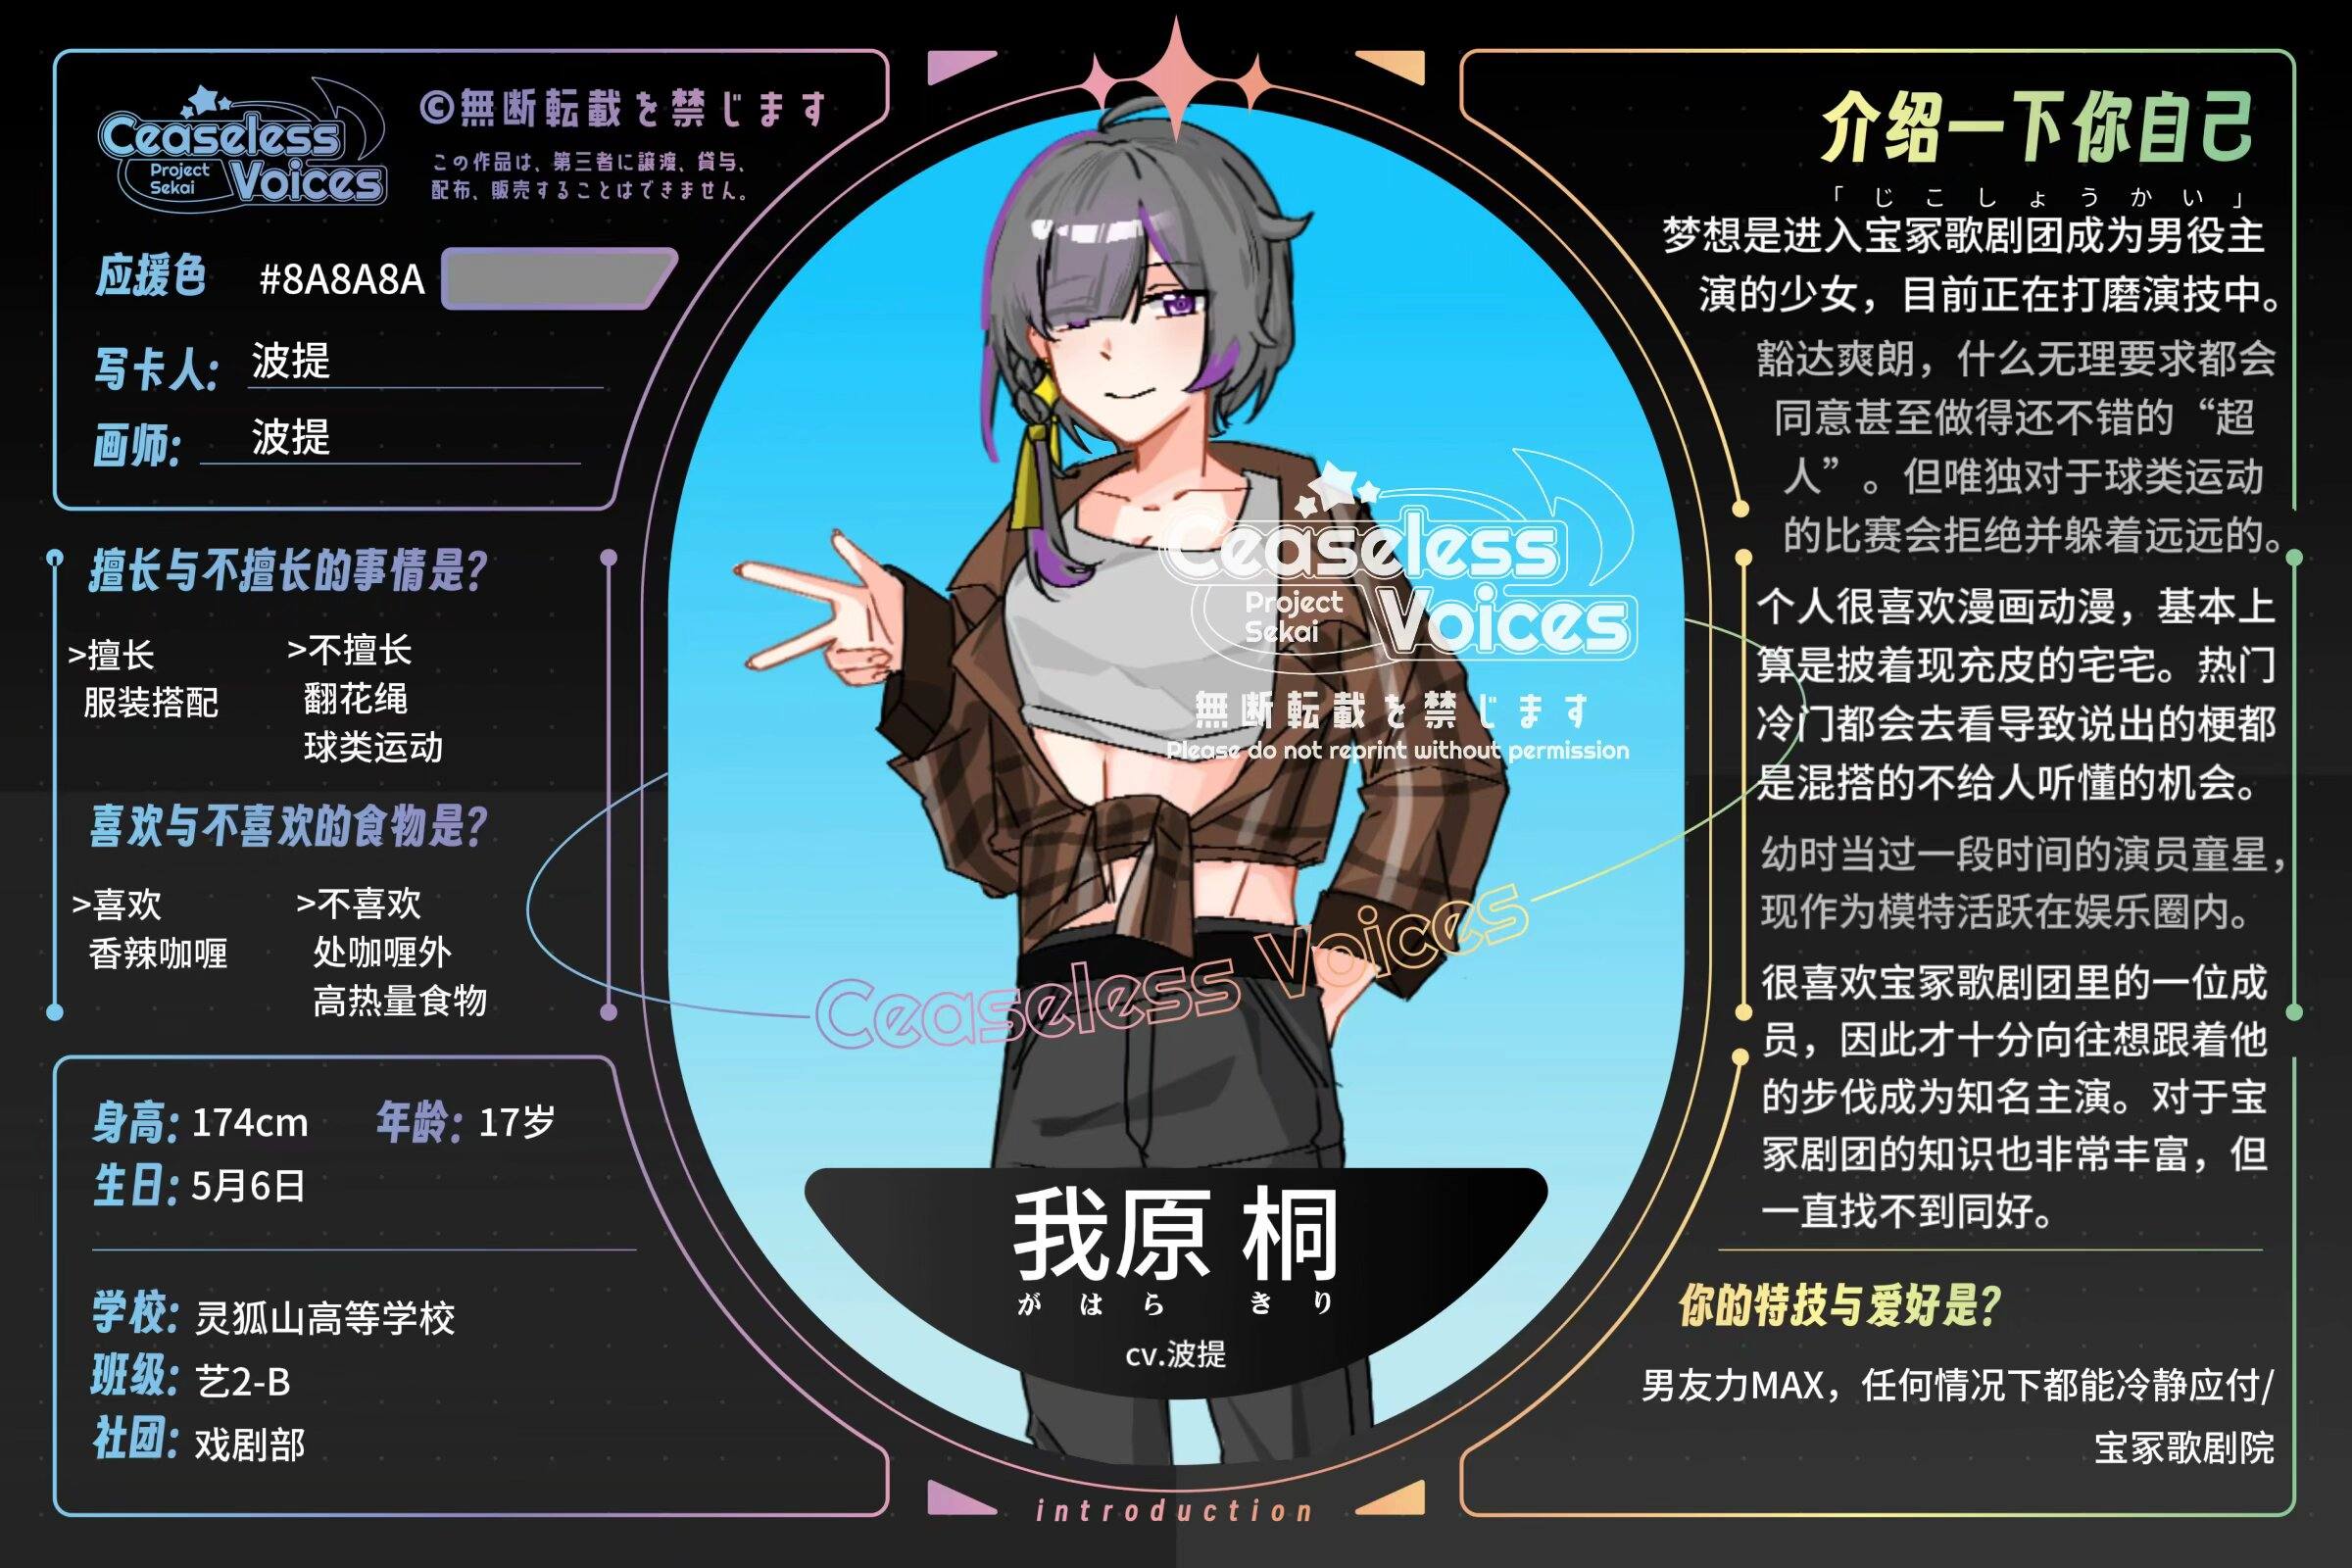 Ceaseless
Project
Sekai
Voices
©無断転載を禁じます
この作品は、第三者に譲渡、貸与、
配布、販売することはできません。
应援色 #8A8A8A
写卡人: 波提
画师: 波提
擅长与不擅长的事情是?
>擅长
服装搭配
>不擅长
翻花绳
球类运动
喜欢与不喜欢的食物是?
>喜欢
香辣咖喱
>不喜欢
处咖喱外
高热量食物
身高: 174cm 年龄: 17岁
生日: 5月6日
学校: 灵狐山高等学校
班级: 艺2-B
社团: 戏剧部
Ceaseless
Project
Sekai
Voices
無断転載を禁じます
Please do not reprint without permission
Ceaseless Voices
我原 桐
がはら きり
cv.波提
introduction
介绍一下你自己
「じこしょうかい」
梦想是进入宝冢歌剧团成为男役主
演的少女，目前正在打磨演技中。
豁达爽朗，什么无理要求都会
同意甚至做得还不错的“超
人”。但唯独对于球类运动
的比赛会拒绝并躲着远远的。
个人很喜欢漫画动漫，基本上
算是披着现充皮的宅宅。热门
冷门都会去看导致说出的梗都
是混搭的不给人听懂的机会。
幼时当过一段时间的演员童星，
现作为模特活跃在娱乐圈内。
很喜欢宝冢歌剧团里的一位成
员，因此才十分向往想跟着他
的步伐成为知名主演。对于宝
冢剧团的知识也非常丰富，但
一直找不到同好。
你的特技与爱好是?
男友力MAX，任何情况下都能冷静应付/
宝冢歌剧院